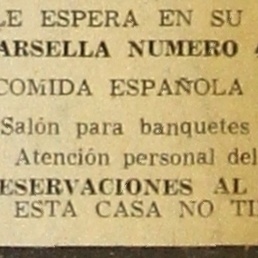 LE ESPERA EN SU
ARSELLA NUMERO 4
COMIDA ESPAÑOLA
Salón para banquetes
Atención personal del
ESERVACIONES AL
ESTA CASA NO TI